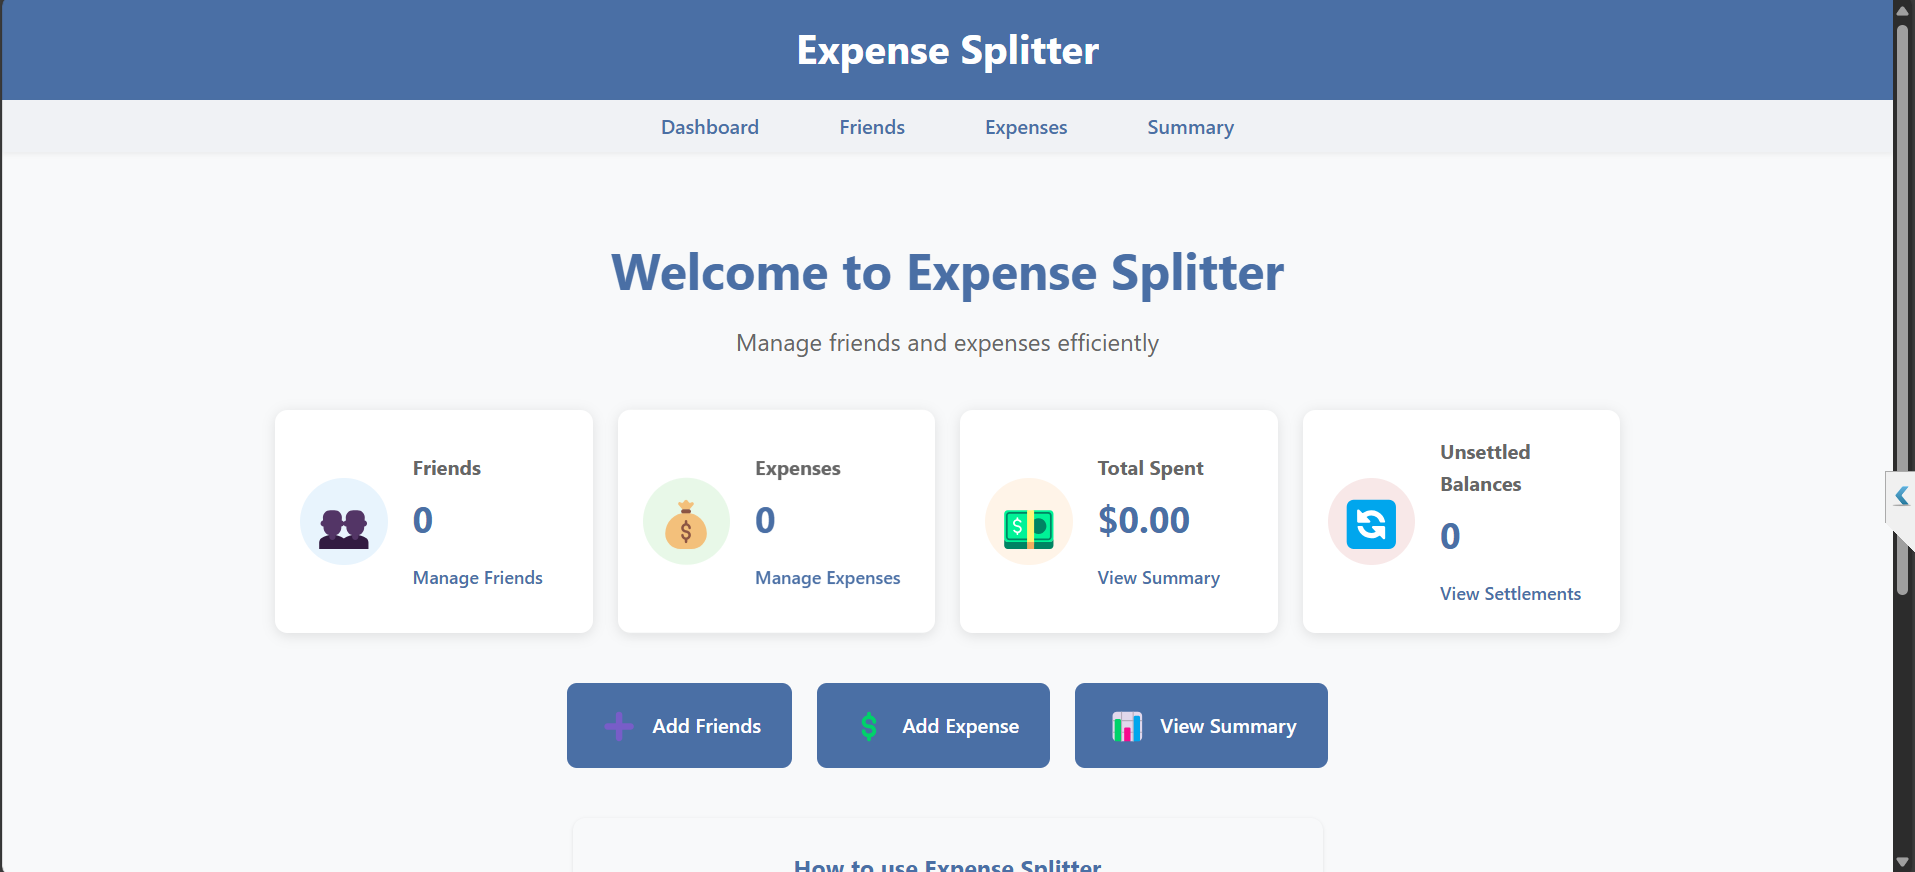 Expense Splitter
Dashboard Friends Expenses Summary
Welcome to Expense Splitter
Manage friends and expenses efficiently
Friends
0
Manage Friends
Expenses
0
Manage Expenses
Total Spent
$0.00
View Summary
Unsettled
Balances
0
View Settlements
Add Friends
Add Expense
View Summary
How to use Expense Splitter